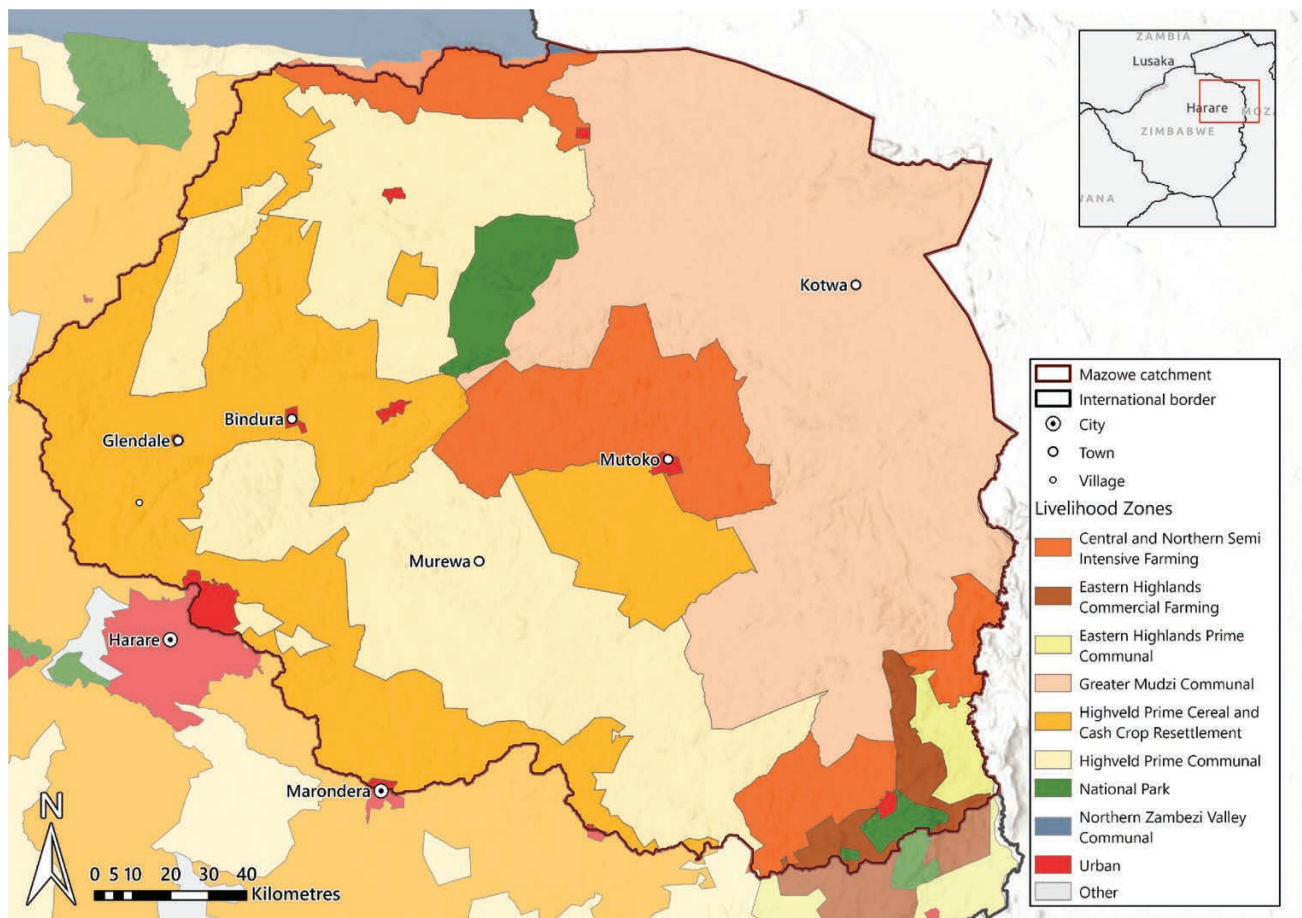 ZAMBIA
Lusaka
Harare
MOZA
ZIMBABWE
WANA
Kotwa
Bindura
Glendale
Mutoko
Murewa
Harare
Marondera
N
0 5 10 20 30 40
Kilometres
Mazowe catchment
International border
City
Town
Village
Livelihood Zones
Central and Northern Semi
Intensive Farming
Eastern Highlands
Commercial Farming
Eastern Highlands Prime
Communal
Greater Mudzi Communal
Highveld Prime Cereal and
Cash Crop Resettlement
Highveld Prime Communal
National Park
Northern Zambezi Valley
Communal
Urban
Other